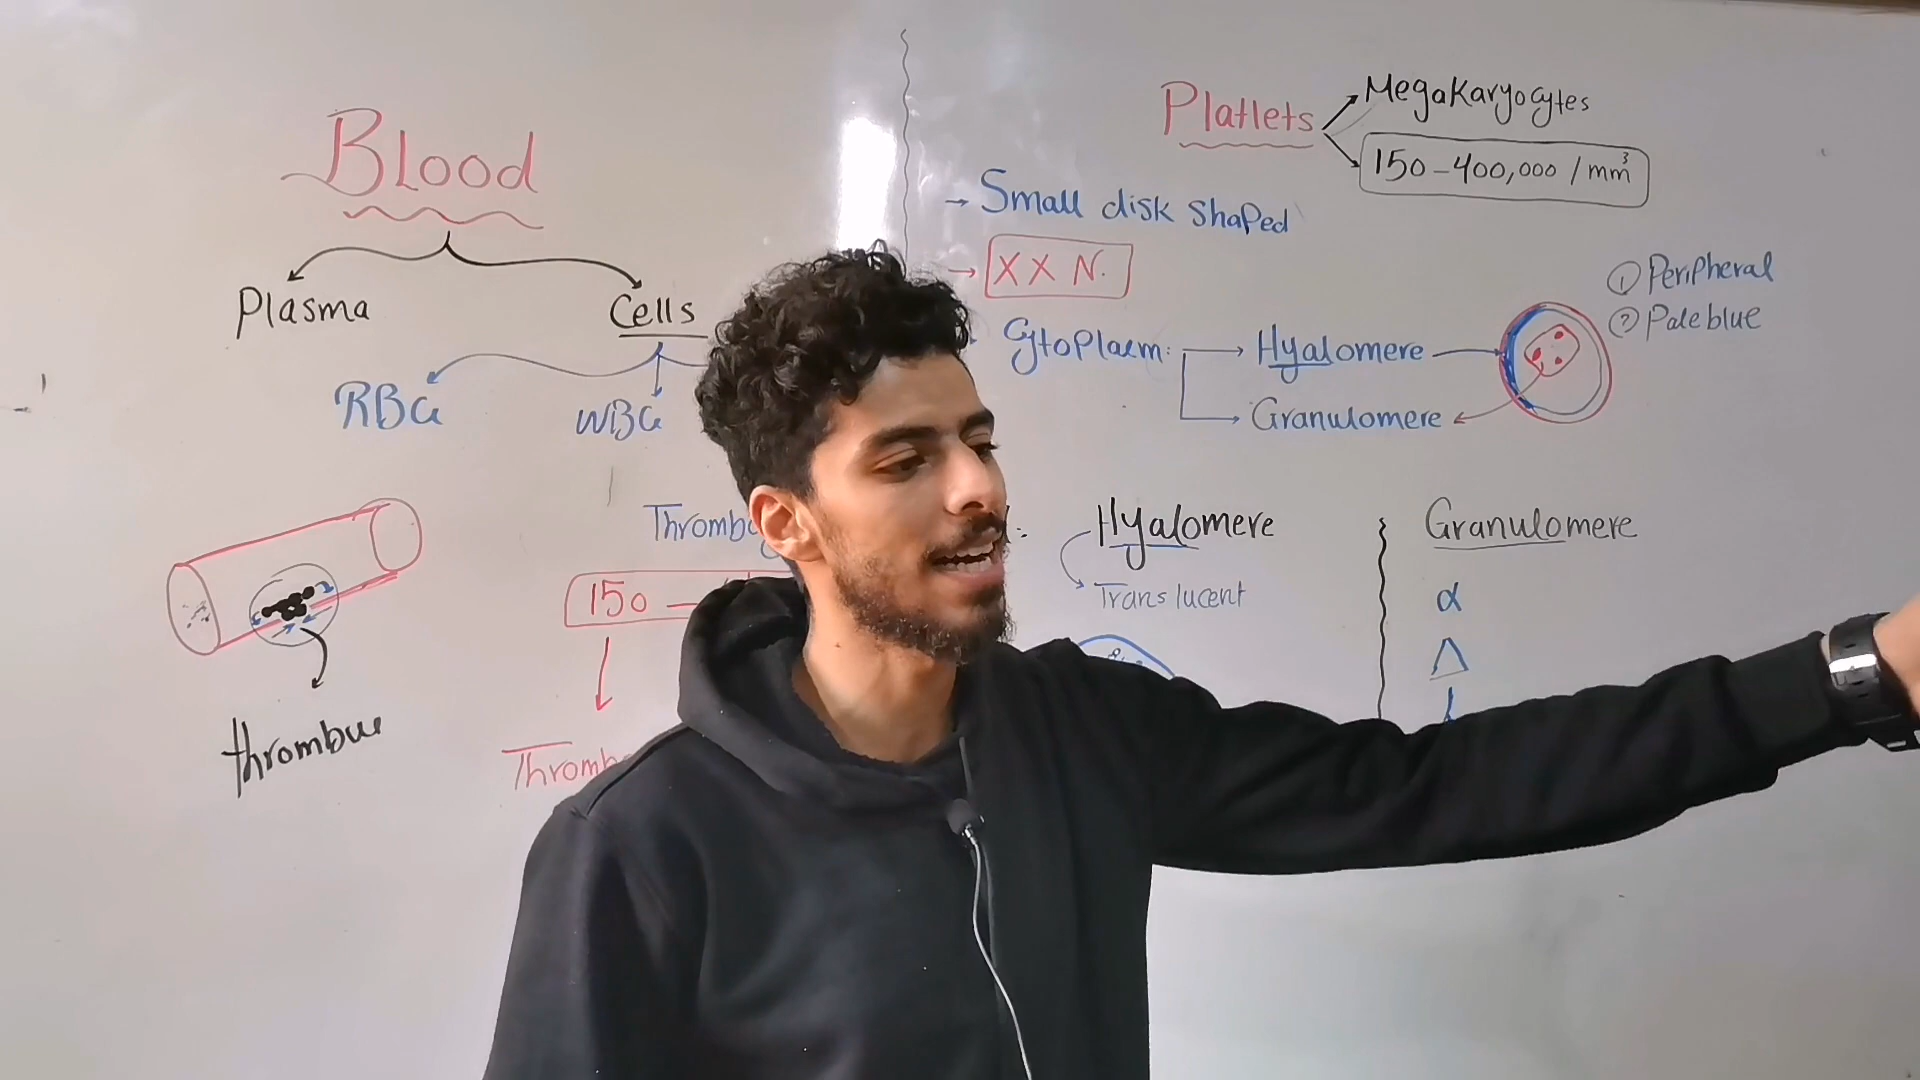 Blood
Plasma
Cells
RBCs
WBCs
thrombus
150 —
Platlets
Megakaryocytes
150-400,000 / mm³
→ Small disk shaped
→ X X N.
Cytoplasm:
Hyalomere
Granulomere
① Peripheral
② Pale blue
Hyalomere
Translucent
Granulomere
α
Δ